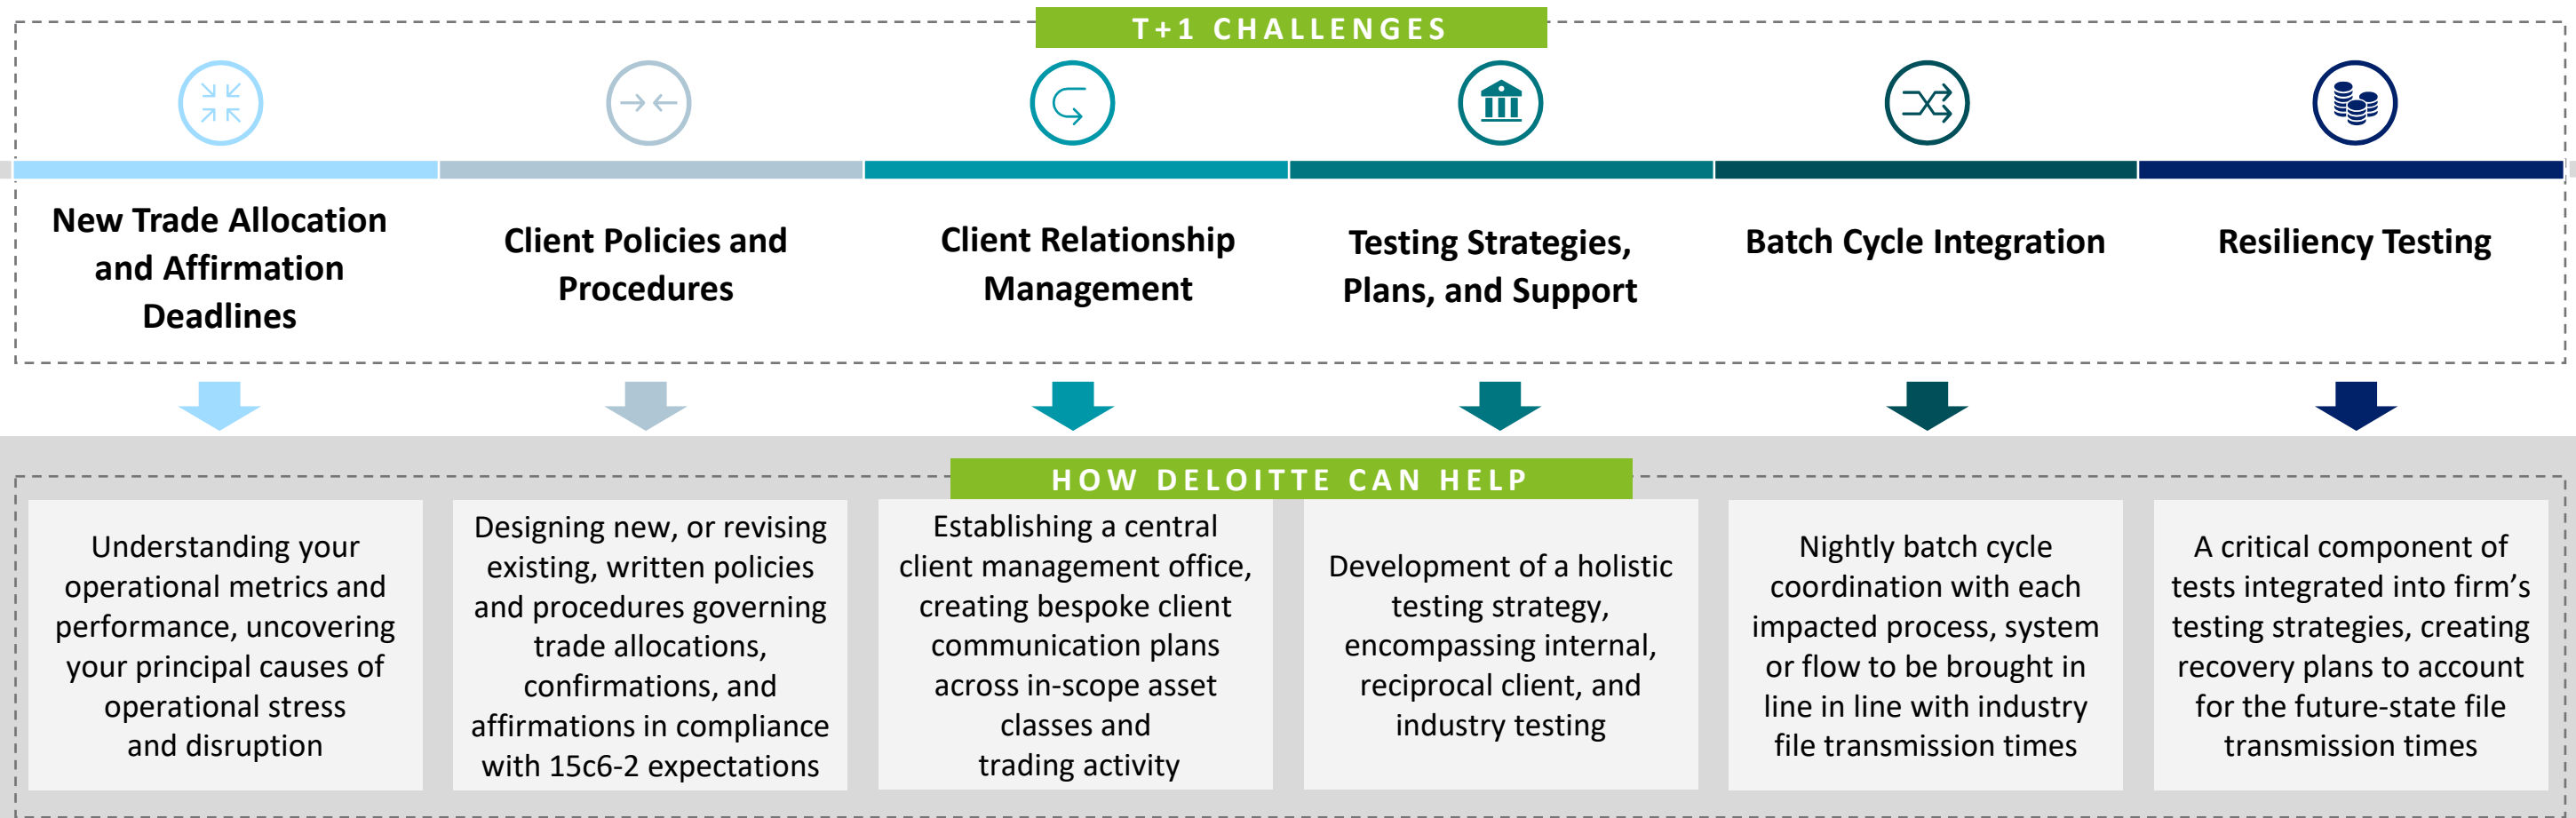 T+1 CHALLENGES
New Trade Allocation
and Affirmation
Deadlines
Client Policies and
Procedures
Client Relationship
Management
Testing Strategies,
Plans, and Support
Batch Cycle Integration
Resiliency Testing
HOW DELOITTE CAN HELP
Understanding your
operational metrics and
performance, uncovering
your principal causes of
operational stress
and disruption
Designing new, or revising
existing, written policies
and procedures governing
trade allocations,
confirmations, and
affirmations in compliance
with 15c6-2 expectations
Establishing a central
client management office,
creating bespoke client
communication plans
across in-scope asset
classes and
trading activity
Development of a holistic
testing strategy,
encompassing internal,
reciprocal client, and
industry testing
Nightly batch cycle
coordination with each
impacted process, system
or flow to be brought in
line in line with industry
file transmission times
A critical component of
tests integrated into firm’s
testing strategies, creating
recovery plans to account
for the future-state file
transmission times